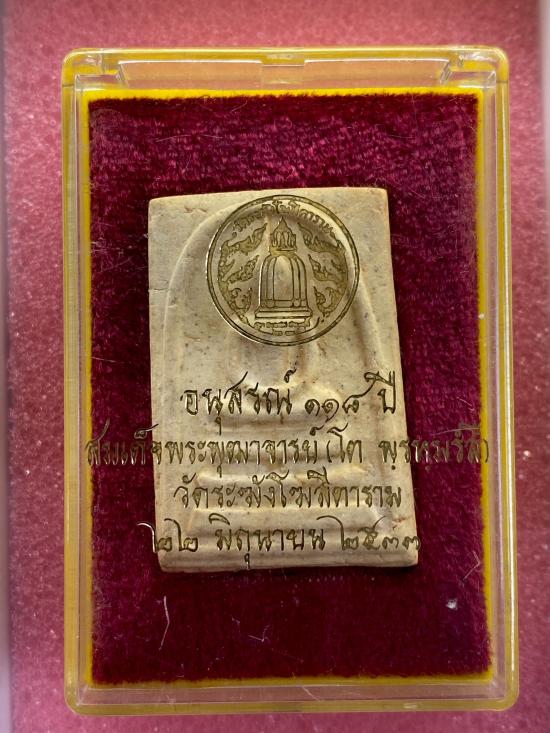 อนุสรณ์ ๑๑๘ ปี
สมเด็จพระพุฒาจารย์ (โต พฺรหฺมรํสี)
วัดระฆังโฆสิตาราม
๒๒ มิถุนายน ๒๕๓๓